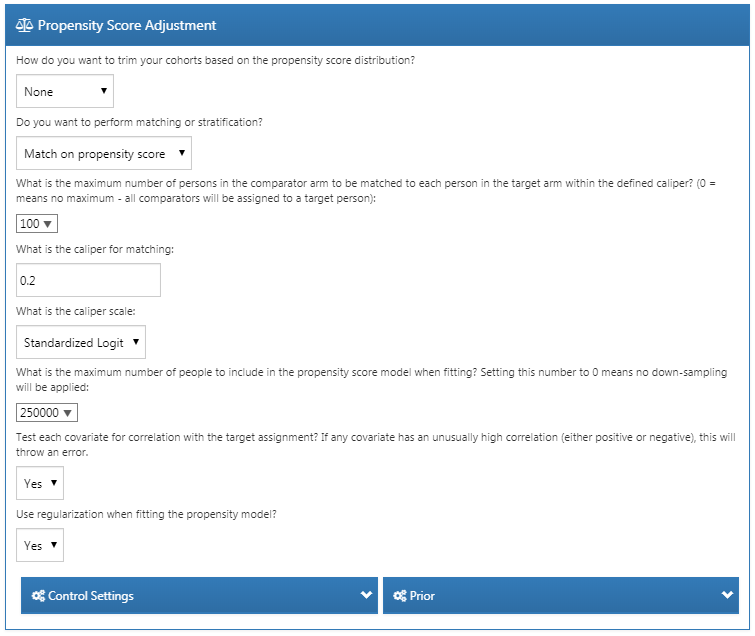 Propensity Score Adjustment
How do you want to trim your cohorts based on the propensity score distribution?
None
Do you want to perform matching or stratification?
Match on propensity score
What is the maximum number of persons in the comparator arm to be matched to each person in the target arm within the defined caliper? (0 =
means no maximum - all comparators will be assigned to a target person):
100
What is the caliper for matching:
0.2
What is the caliper scale:
Standardized Logit
What is the maximum number of people to include in the propensity score model when fitting? Setting this number to 0 means no down-sampling
will be applied:
250000
Test each covariate for correlation with the target assignment? If any covariate has an unusually high correlation (either positive or negative), this will
throw an error.
Yes
Use regularization when fitting the propensity model?
Yes
Control Settings
Prior